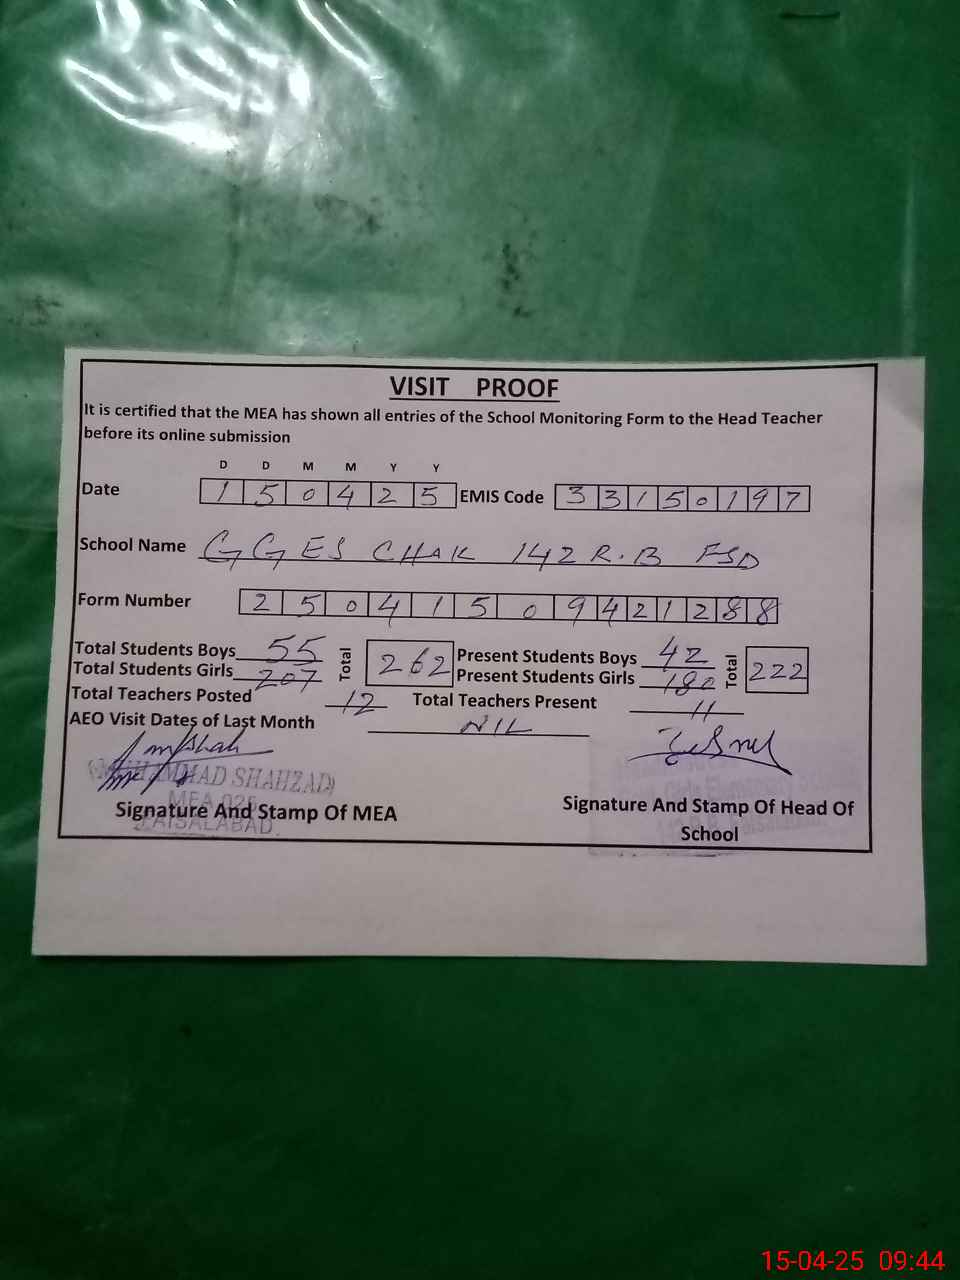 VISIT PROOF
It is certified that the MEA has shown all entries of the School Monitoring Form to the Head Teacher
before its online submission
D D M M Y Y
Date 1 5 0 4 2 5 EMIS Code 3 3 1 5 0 1 9 7
School Name GGES CHAK 142 R.B FSD
Form Number 2 5 0 4 1 5 0 9 4 2 1 2 8 8
Total Students Boys 55 Total 262 Present Students Boys 42 Total 222
Total Students Girls 207 Present Students Girls 180
Total Teachers Posted 12 Total Teachers Present 11
AEO Visit Dates of Last Month NIL
MUHAMMAD SHAHZAD
MEA
FAISALABAD
Signature And Stamp Of MEA
Signature And Stamp Of Head Of
School
15-04-25 09:44